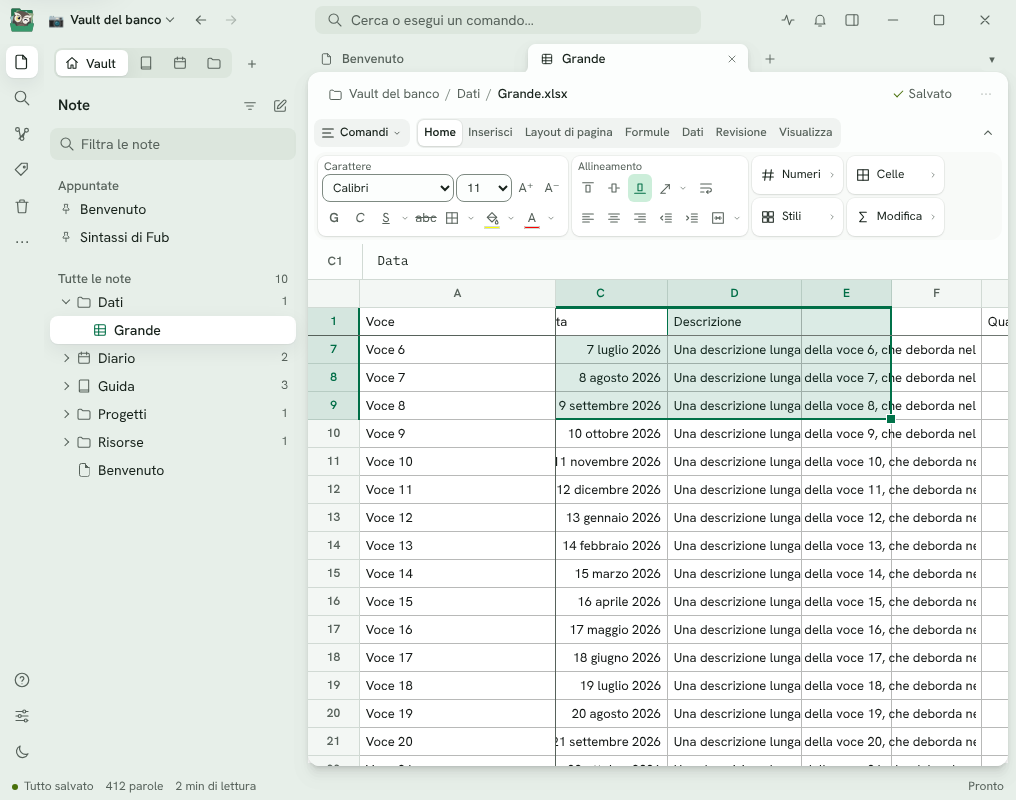 Vault del banco
Cerca o esegui un comando...
Vault
Benvenuto
Grande
Note
Vault del banco / Dati / Grande.xlsx
Salvato
Filtra le note
Comandi
Home
Inserisci
Layout di pagina
Formule
Dati
Revisione
Visualizza
Appuntate
Benvenuto
Sintassi di Fub
Carattere
Calibri
11
A+ A−
G C S abc A
Allineamento
Numeri
Celle
Stili
Modifica
Tutte le note 10
Dati 1
Grande
Diario 2
Guida 3
Progetti 1
Risorse 1
Benvenuto
C1 Data
A C D E F
1 Voce ta Descrizione Qua
7 Voce 6 7 luglio 2026 Una descrizione lunga della voce 6, che deborda nel
8 Voce 7 8 agosto 2026 Una descrizione lunga della voce 7, che deborda nel
9 Voce 8 9 settembre 2026 Una descrizione lunga della voce 8, che deborda nel
10 Voce 9 10 ottobre 2026 Una descrizione lunga della voce 9, che deborda nel
11 Voce 10 11 novembre 2026 Una descrizione lunga della voce 10, che deborda ne
12 Voce 11 12 dicembre 2026 Una descrizione lunga della voce 11, che deborda ne
13 Voce 12 13 gennaio 2026 Una descrizione lunga della voce 12, che deborda ne
14 Voce 13 14 febbraio 2026 Una descrizione lunga della voce 13, che deborda ne
15 Voce 14 15 marzo 2026 Una descrizione lunga della voce 14, che deborda ne
16 Voce 15 16 aprile 2026 Una descrizione lunga della voce 15, che deborda ne
17 Voce 16 17 maggio 2026 Una descrizione lunga della voce 16, che deborda ne
18 Voce 17 18 giugno 2026 Una descrizione lunga della voce 17, che deborda ne
19 Voce 18 19 luglio 2026 Una descrizione lunga della voce 18, che deborda ne
20 Voce 19 20 agosto 2026 Una descrizione lunga della voce 19, che deborda ne
21 Voce 20 21 settembre 2026 Una descrizione lunga della voce 20, che deborda ne
Tutto salvato 412 parole 2 min di lettura
Pronto